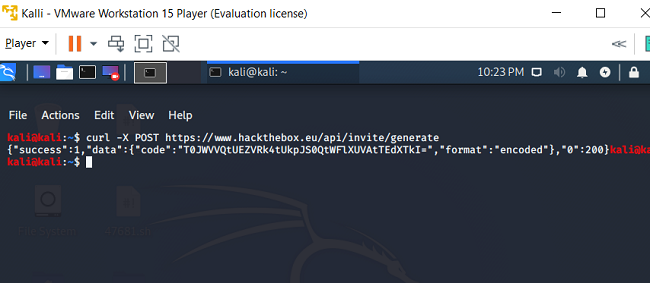 Kalli - VMware Workstation 15 Player (Evaluation license)
Player
kali@kali: ~
10:23 PM
File Actions Edit View Help
kali@kali:~$ curl -X POST https://www.hackthebox.eu/api/invite/generate
{"success":1,"data":{"code":"T0JWVVQtUEZVRk4tUkpJS0QtWFlXUVAtTEdXTkI=","format":"encoded"},"0":200}kali@ka
kali@kali:~$